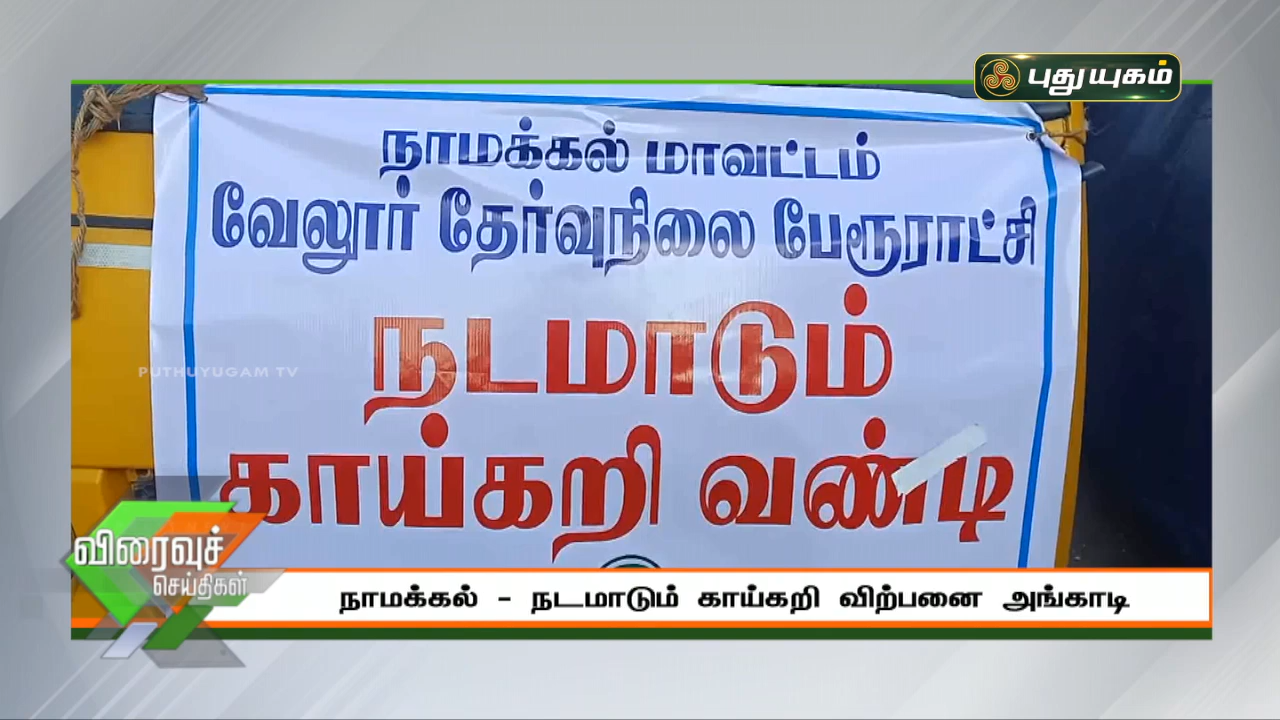 புதுயுகம்
நாமக்கல் மாவட்டம்
வேலூர் தேர்வுநிலை பேரூராட்சி
நடமாடும்
PUTHUYUGAM TV
காய்கறி வண்டி
விரைவுச்
செய்திகள்
நாமக்கல் - நடமாடும் காய்கறி விற்பனை அங்காடி